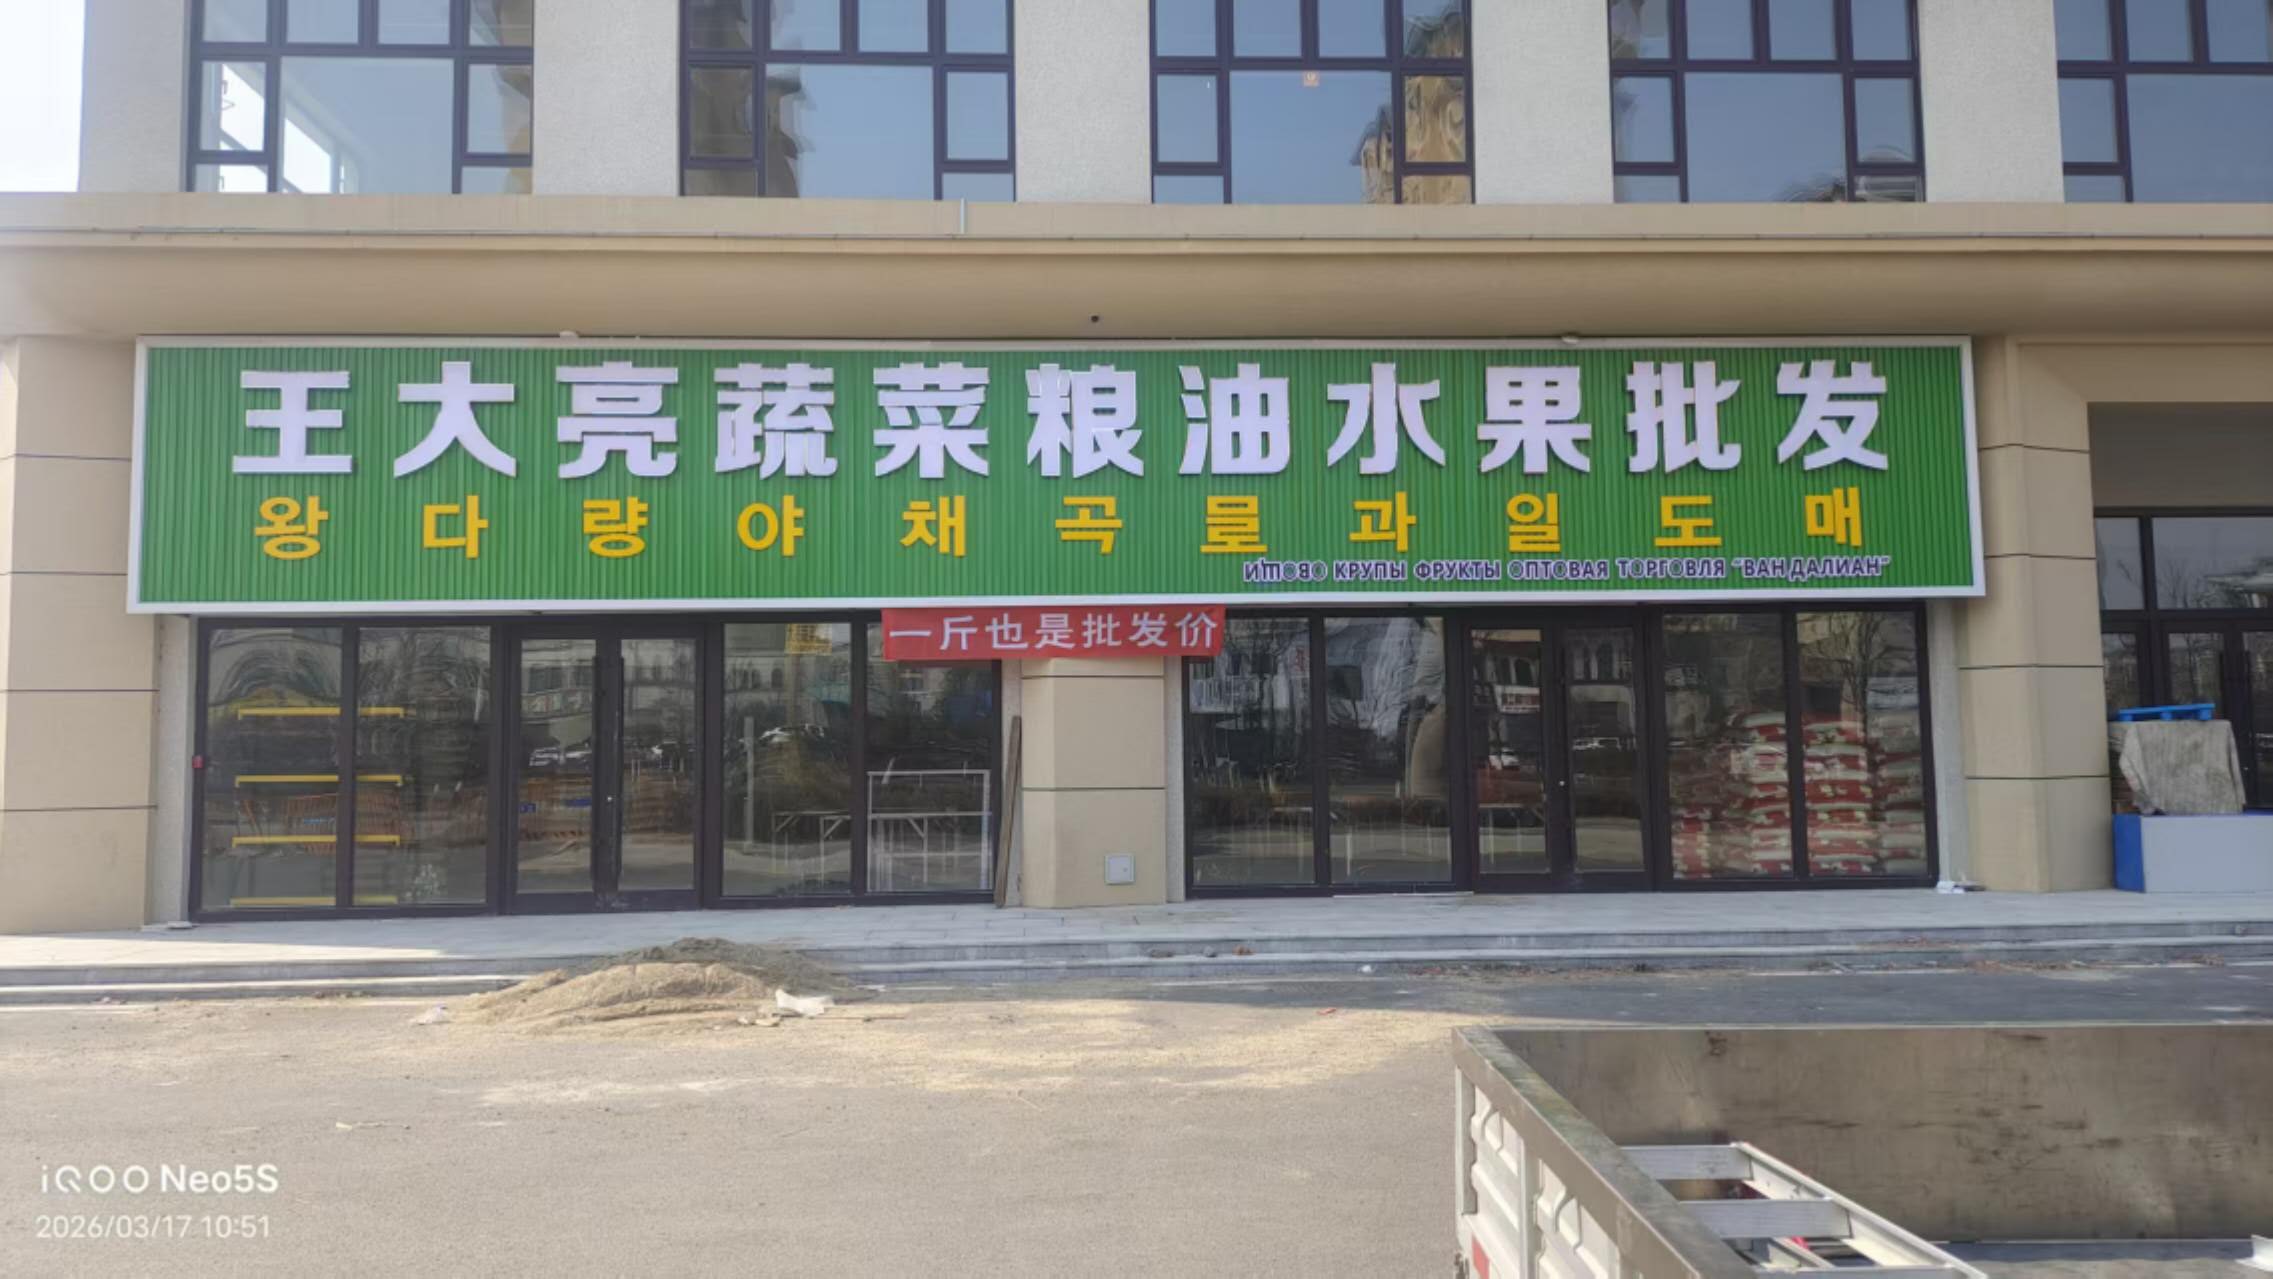 王大亮蔬菜粮油水果批发
왕다량야채곡물과일도매
КРУПЫ ФРУКТЫ ОПТОВАЯ ТОРГОВЛЯ "ВАН ДАЛИАН"
一斤也是批发价
iQOO Neo5S
2026/03/17 10:51